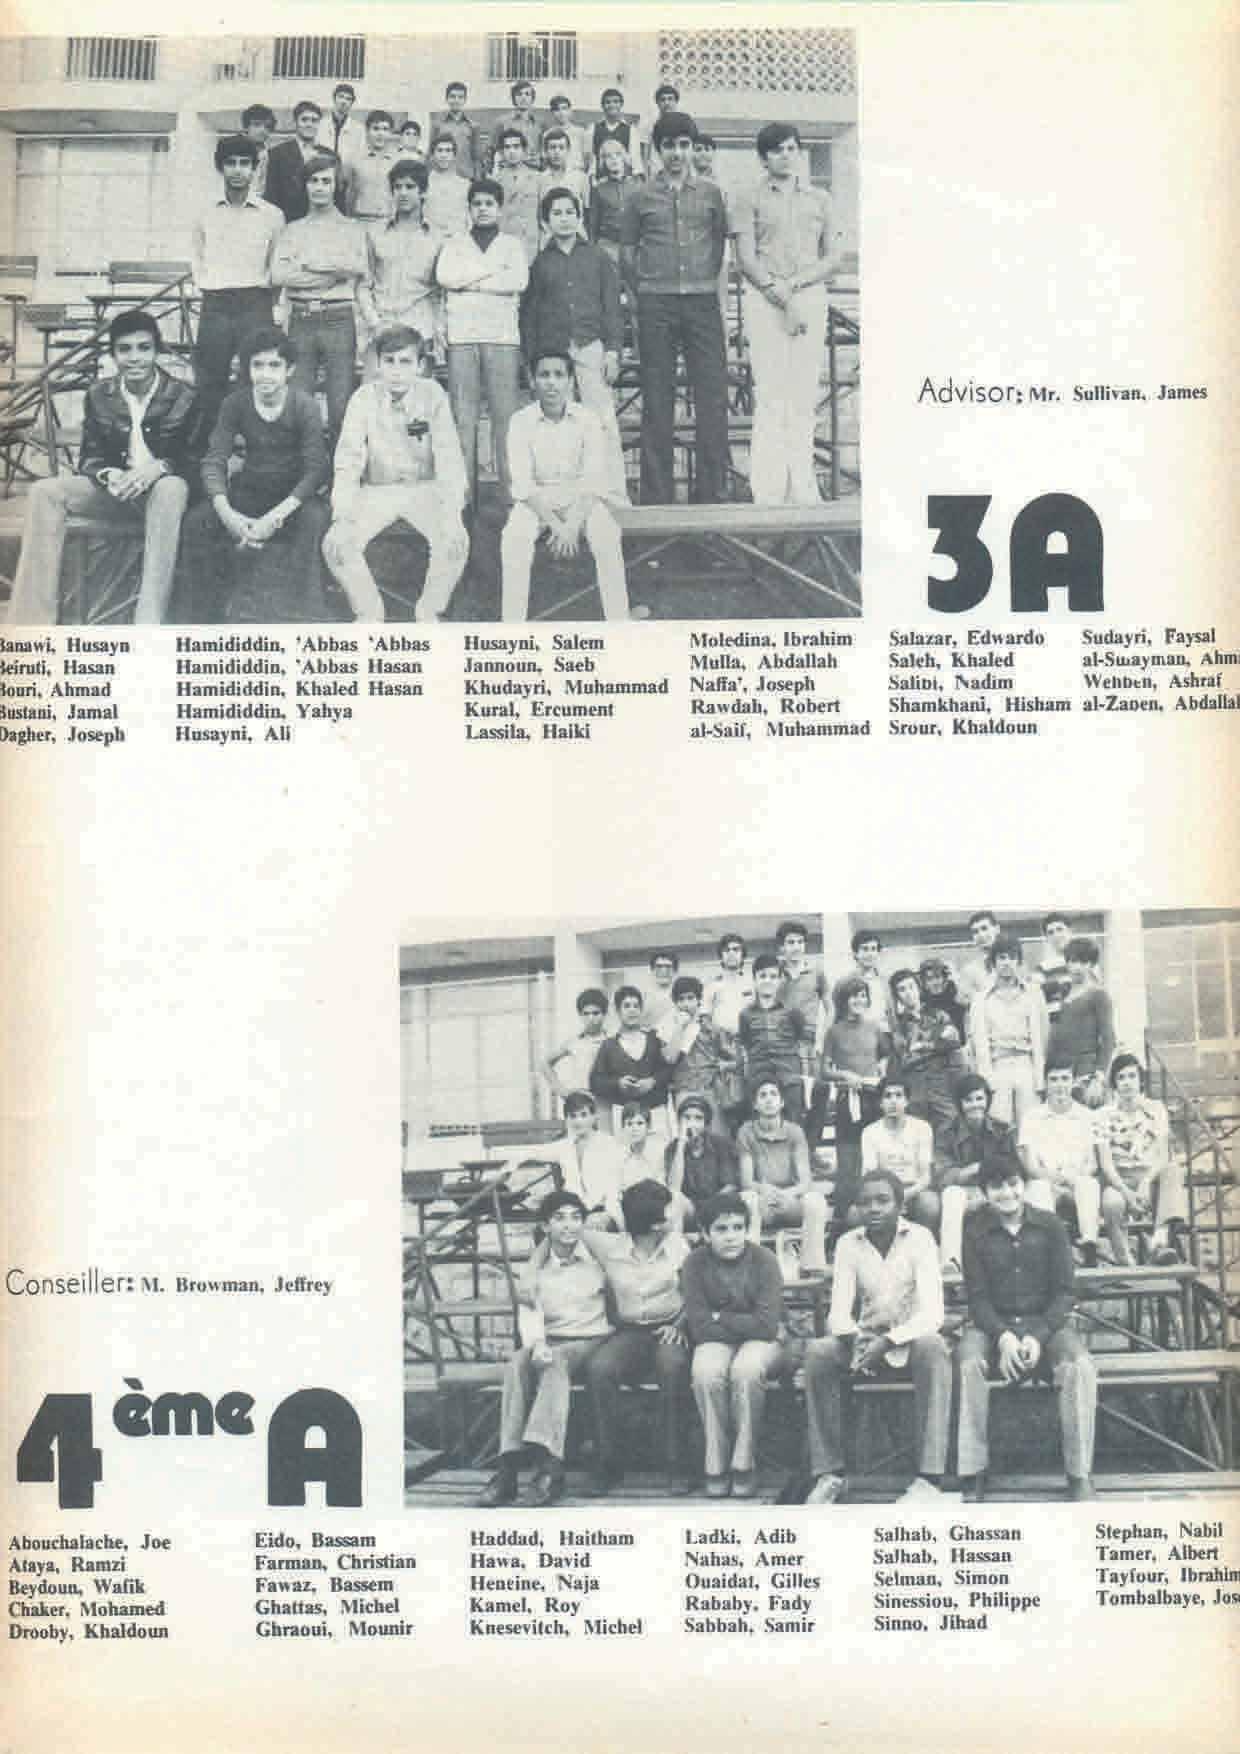 Advisor: Mr. Sullivan, James
3A
Banawi, Husayn Hamididdin, 'Abbas 'Abbas Husayni, Salem Moledina, Ibrahim Salazar, Edwardo Sudayri, Faysal
Beiruti, Hasan Hamididdin, 'Abbas Hasan Jannoun, Saeb Mulla, Abdallah Saleh, Khaled al-Suayman, Ahm
Bouri, Ahmad Hamididdin, Khaled Hasan Khudayri, Muhammad Naffa', Joseph Salibi, Nadim Wehben, Ashraf
Bustani, Jamal Hamididdin, Yahya Kural, Ercument Rawdah, Robert Shamkhani, Hisham al-Zaben, Abdallah
Dagher, Joseph Husayni, Ali Lassila, Haiki al-Saif, Muhammad Srour, Khaldoun
Conseiller: M. Browman, Jeffrey
4ème A
Abouchalache, Joe Eido, Bassam Haddad, Haitham Ladki, Adib Salhab, Ghassan Stephan, Nabil
Ataya, Ramzi Farman, Christian Hawa, David Nahas, Amer Salhab, Hassan Tamer, Albert
Beydoun, Wafik Fawaz, Bassem Heneine, Naja Ouaidat, Gilles Selman, Simon Tayfour, Ibrahim
Chaker, Mohamed Ghattas, Michel Kamel, Roy Rababy, Fady Sinessiou, Philippe Tombalbaye, Jos
Drooby, Khaldoun Ghraoui, Mounir Knesevitch, Michel Sabbah, Samir Sinno, Jihad